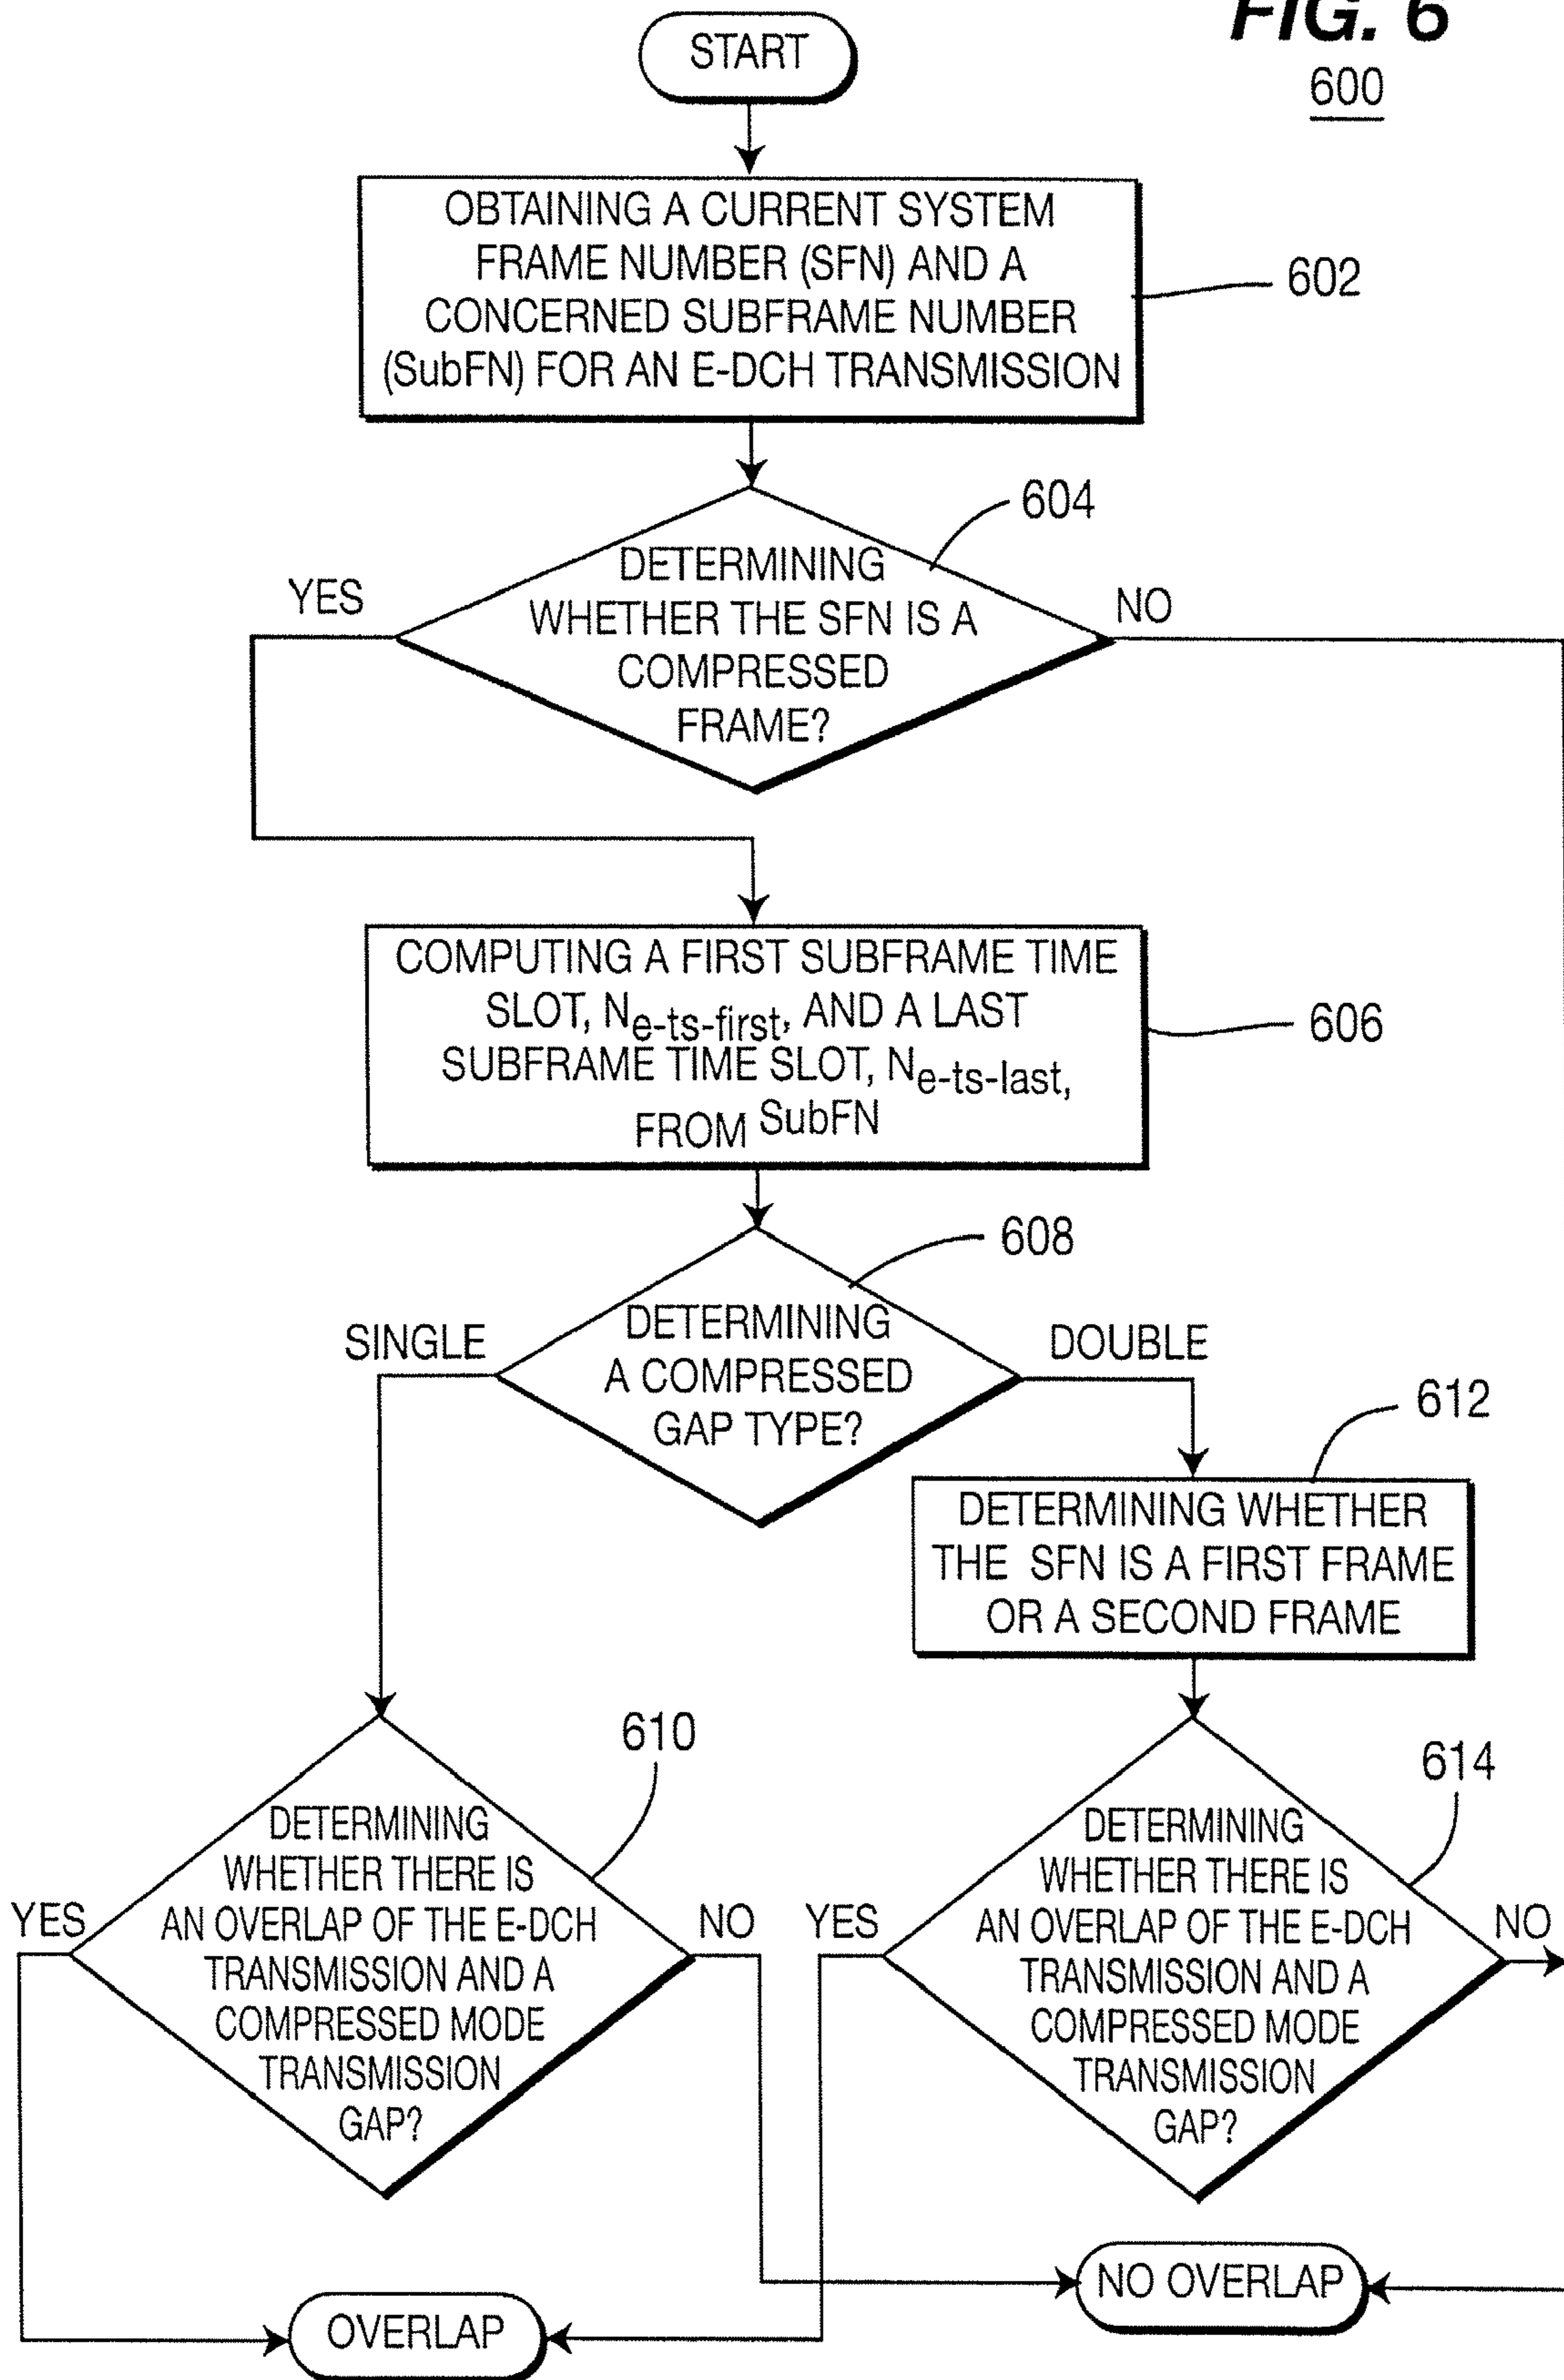 FIG. 6
600
START
OBTAINING A CURRENT SYSTEM
FRAME NUMBER (SFN) AND A
CONCERNED SUBFRAME NUMBER
(SubFN) FOR AN E-DCH TRANSMISSION
602
604
DETERMINING
WHETHER THE SFN IS A
COMPRESSED
FRAME?
YES
NO
COMPUTING A FIRST SUBFRAME TIME
SLOT, Ne-ts-first, AND A LAST
SUBFRAME TIME SLOT, Ne-ts-last,
FROM SubFN
606
608
DETERMINING
A COMPRESSED
GAP TYPE?
SINGLE
DOUBLE
612
DETERMINING WHETHER
THE SFN IS A FIRST FRAME
OR A SECOND FRAME
610
DETERMINING
WHETHER THERE IS
AN OVERLAP OF THE E-DCH
TRANSMISSION AND A
COMPRESSED MODE
TRANSMISSION
GAP?
YES
NO
614
DETERMINING
WHETHER THERE IS
AN OVERLAP OF THE E-DCH
TRANSMISSION AND A
COMPRESSED MODE
TRANSMISSION
GAP?
YES
NO
NO OVERLAP
OVERLAP